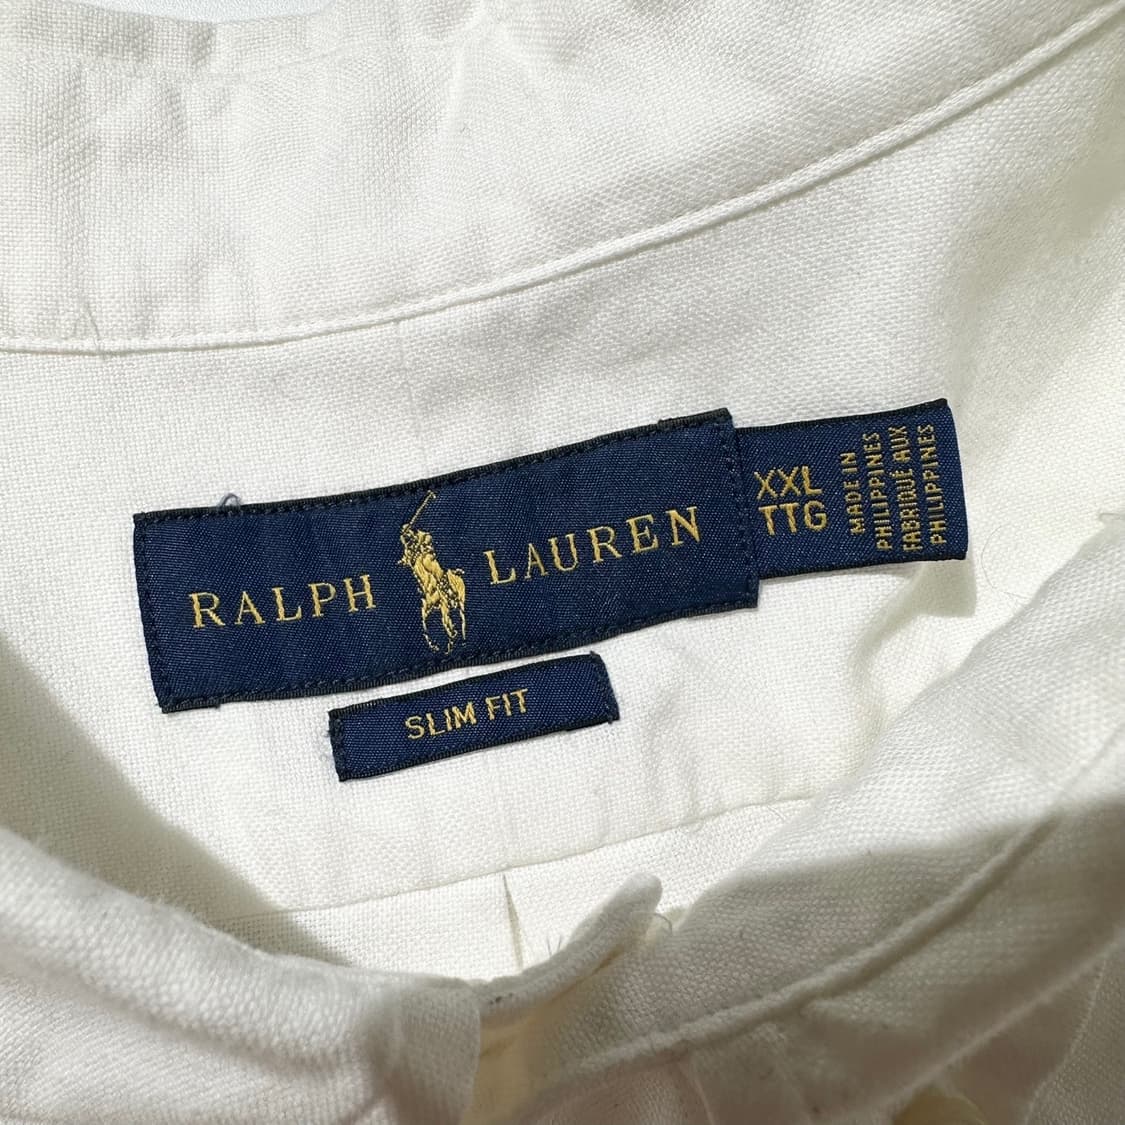 RALPH LAUREN
XXL
TTG
MADE IN
PHILIPPINES
FABRIQUÉ AUX
PHILIPPINES
SLIM FIT